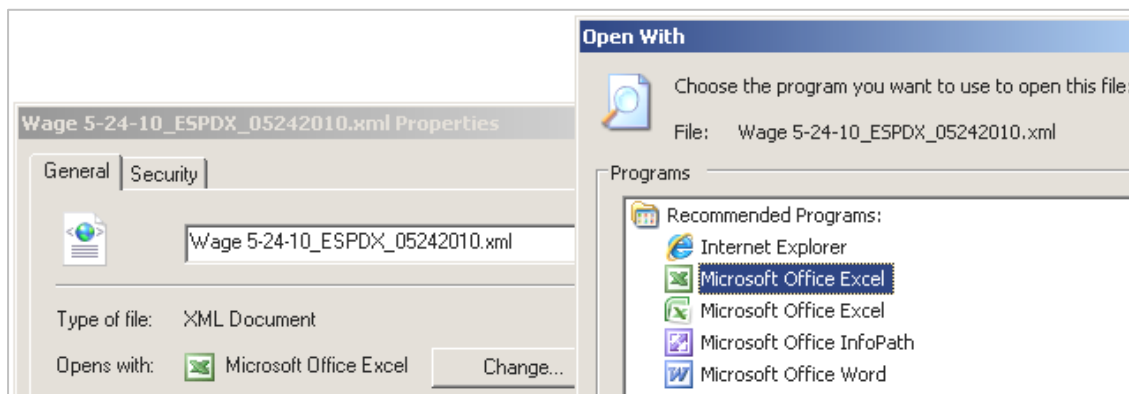 Wage 5-24-10_ESPDX_05242010.xml Properties
General
Security
Wage 5-24-10_ESPDX_05242010.xml
Type of file: XML Document
Opens with: Microsoft Office Excel
Change...
Open With
Choose the program you want to use to open this file:
File: Wage 5-24-10_ESPDX_05242010.xml
Programs
Recommended Programs:
Internet Explorer
Microsoft Office Excel
Microsoft Office Excel
Microsoft Office InfoPath
Microsoft Office Word